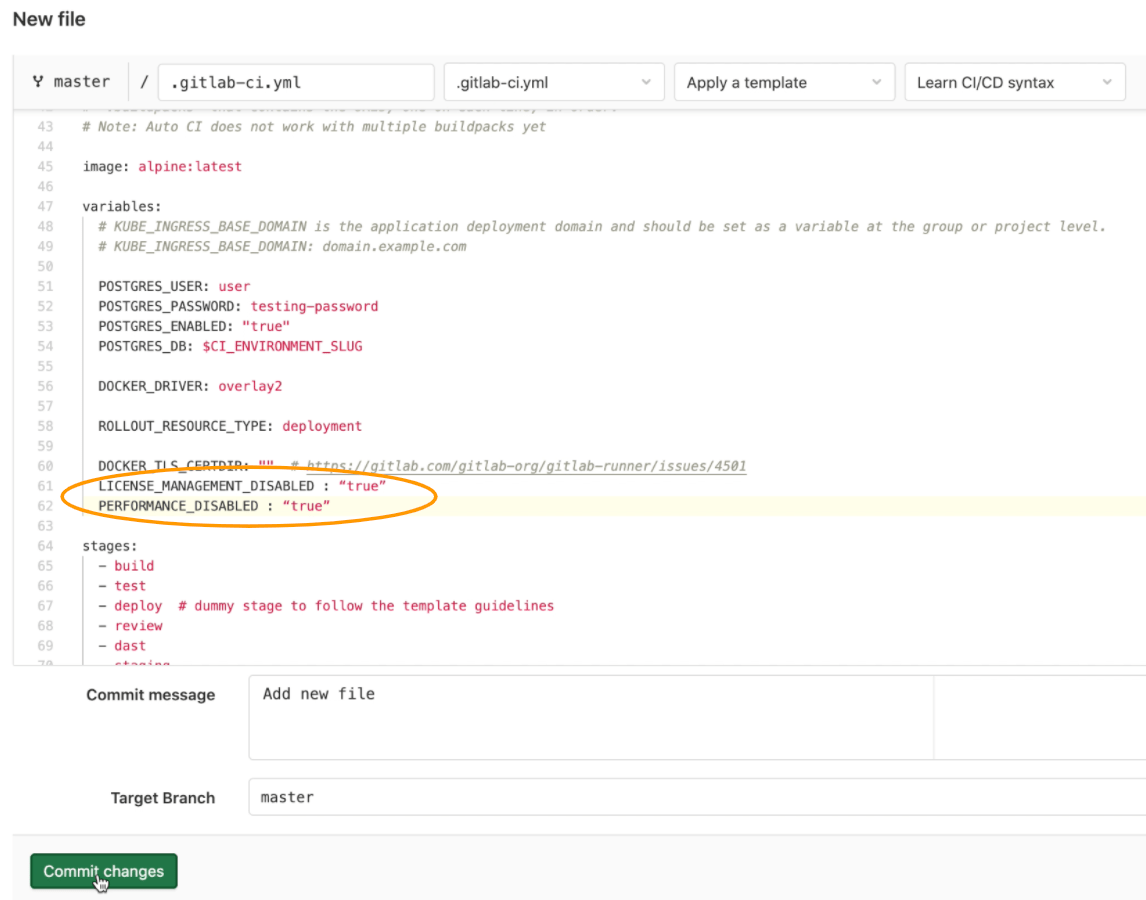 New file
master / .gitlab-ci.yml .gitlab-ci.yml Apply a template Learn CI/CD syntax
43 # Note: Auto CI does not work with multiple buildpacks yet
44
45 image: alpine:latest
46
47 variables:
48 # KUBE_INGRESS_BASE_DOMAIN is the application deployment domain and should be set as a variable at the group or project level.
49 # KUBE_INGRESS_BASE_DOMAIN: domain.example.com
50
51 POSTGRES_USER: user
52 POSTGRES_PASSWORD: testing-password
53 POSTGRES_ENABLED: "true"
54 POSTGRES_DB: $CI_ENVIRONMENT_SLUG
55
56 DOCKER_DRIVER: overlay2
57
58 ROLLOUT_RESOURCE_TYPE: deployment
59
60 DOCKER_TLS_CERTDIR: "" # https://gitlab.com/gitlab-org/gitlab-runner/issues/4501
61 LICENSE_MANAGEMENT_DISABLED : “true”
62 PERFORMANCE_DISABLED : “true”
63
64 stages:
65 - build
66 - test
67 - deploy # dummy stage to follow the template guidelines
68 - review
69 - dast
70 staging
Commit message Add new file
Target Branch master
Commit changes